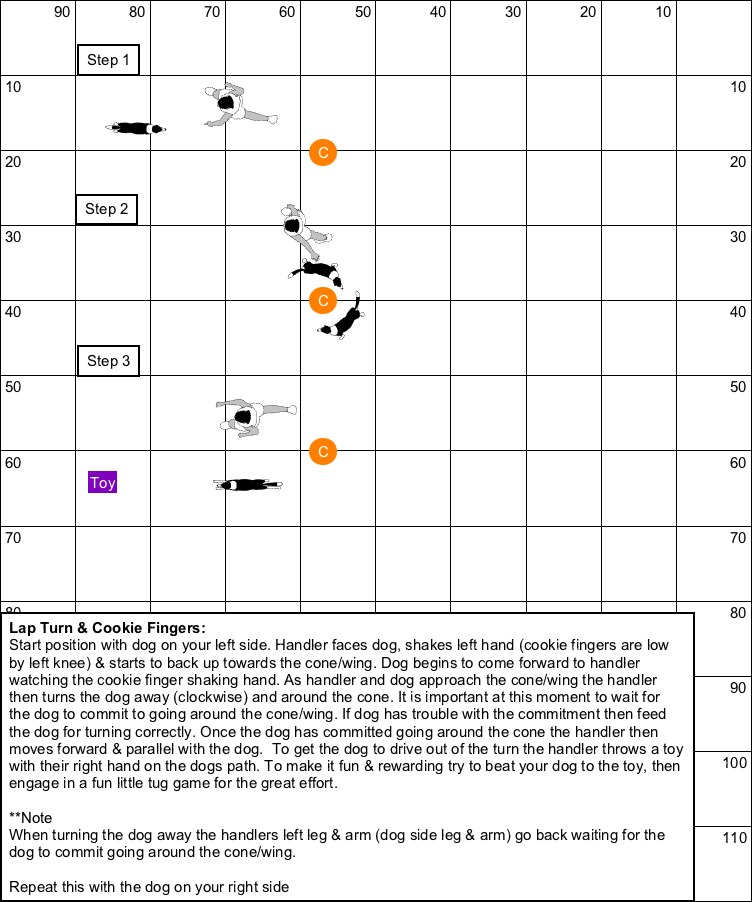 90 80 70 60 50 40 30 20 10
Step 1
10 10
C
20 20
Step 2
30 30
C
40 40
Step 3
50 50
C
60 60
Toy
70 70
80 80
Lap Turn & Cookie Fingers:
Start position with dog on your left side. Handler faces dog, shakes left hand (cookie fingers are low
by left knee) & starts to back up towards the cone/wing. Dog begins to come forward to handler
watching the cookie finger shaking hand. As handler and dog approach the cone/wing the handler
then turns the dog away (clockwise) and around the cone. It is important at this moment to wait for
the dog to commit to going around the cone/wing. If dog has trouble with the commitment then feed
the dog for turning correctly. Once the dog has committed going around the cone the handler then
moves forward & parallel with the dog.  To get the dog to drive out of the turn the handler throws a toy
with their right hand on the dogs path. To make it fun & rewarding try to beat your dog to the toy, then
engage in a fun little tug game for the great effort.
**Note
When turning the dog away the handlers left leg & arm (dog side leg & arm) go back waiting for the
dog to commit going around the cone/wing.
Repeat this with the dog on your right side
90
100
110